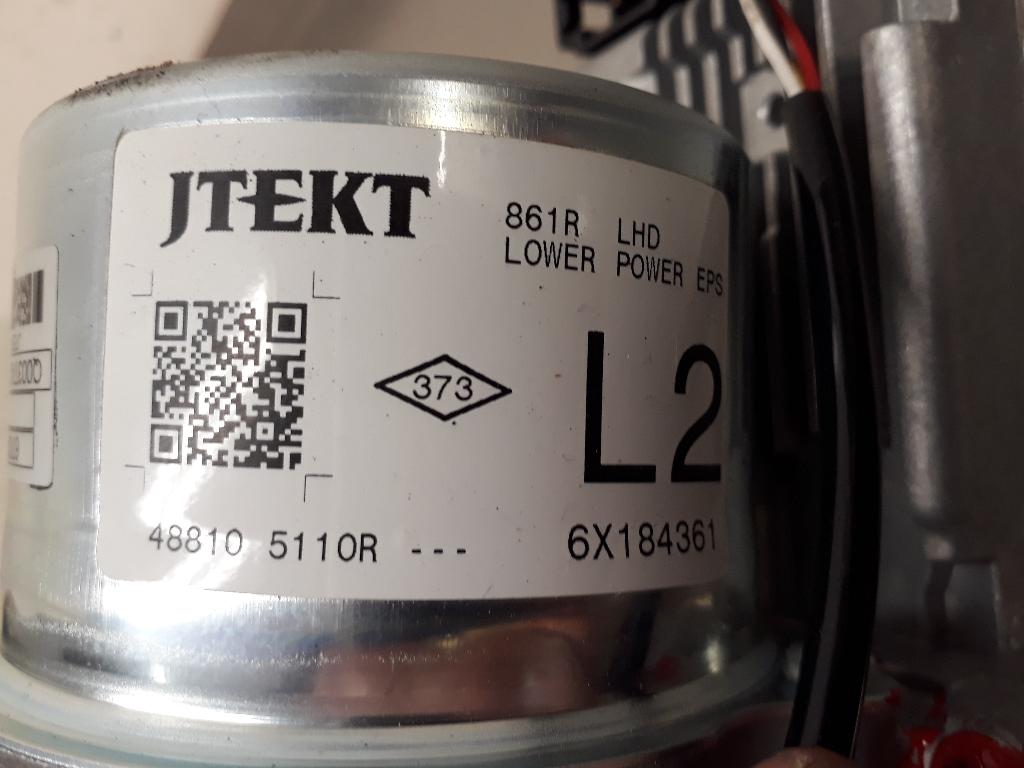 JTEKT
861R LHD
LOWER POWER EPS
373
L2
48810 5110R ---
6X184361